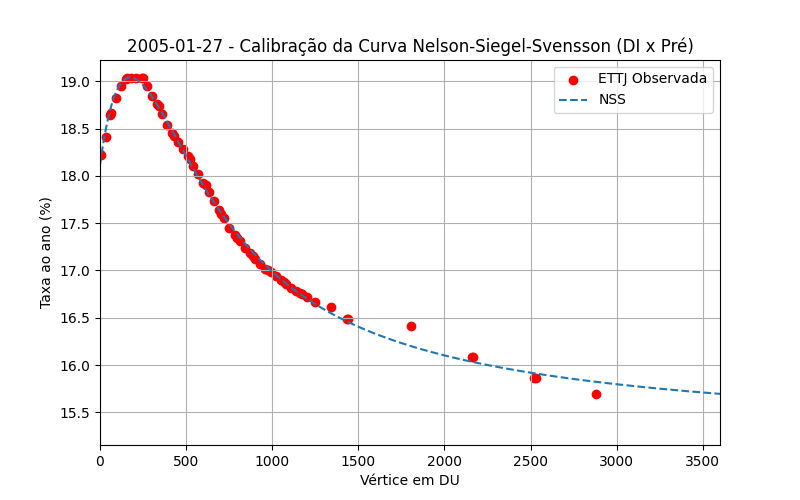 2005-01-27 - Calibração da Curva Nelson-Siegel-Svensson (DI x Pré)
ETTJ Observada
NSS
Taxa ao ano (%)
19.0
18.5
18.0
17.5
17.0
16.5
16.0
15.5
0 500 1000 1500 2000 2500 3000 3500
Vértice em DU